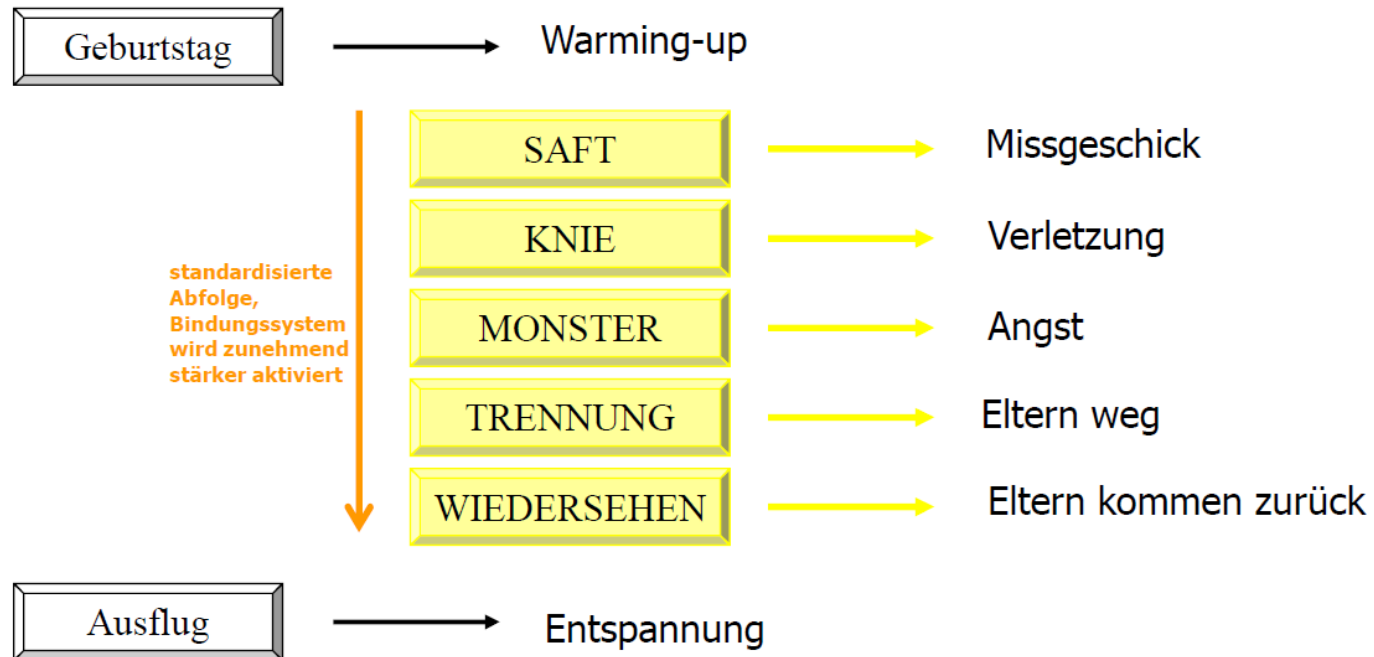 Geburtstag
Warming-up
SAFT
Missgeschick
KNIE
Verletzung
standardisierte
Abfolge,
Bindungssystem
wird zunehmend
stärker aktiviert
MONSTER
Angst
TRENNUNG
Eltern weg
WIEDERSEHEN
Eltern kommen zurück
Ausflug
Entspannung